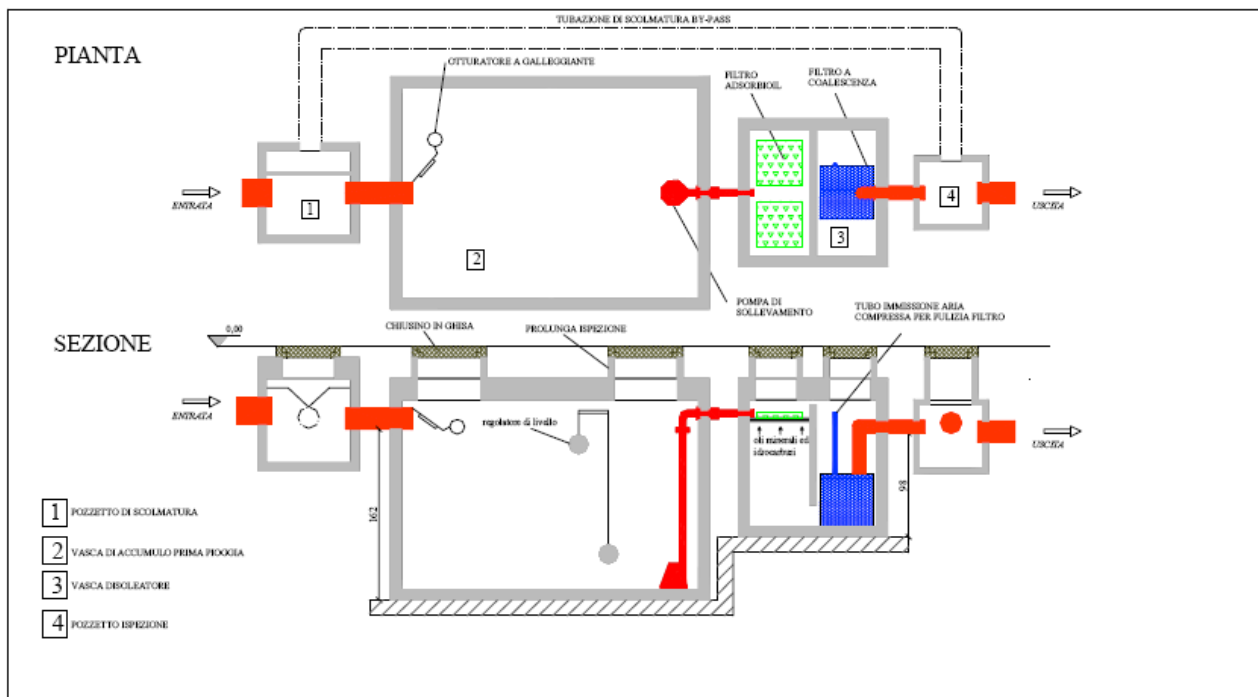 TUBAZIONE DI SCOLMATURA BY-PASS
PIANTA
OTTURATORE A GALLEGGIANTE
FILTRO
ADSORBIOIL
FILTRO A
COALESCENZA
ENTRATA
1
2
3
4
USCITA
POMPA DI
SOLLEVAMENTO
TUBO IMMISSIONE ARIA
COMPRESSA PER PULIZIA FILTRO
SEZIONE
0,00
CHIUSINO IN GHISA
PROLUNGA ISPEZIONE
ENTRATA
regolatore di livello
oli minerali ed
idrocarburi
USCITA
162
98
1 POZZETTO DI SCOLMATURA
2 VASCA DI ACCUMULO PRIMA PIOGGIA
3 VASCA DISOLEATORE
4 POZZETTO ISPEZIONE